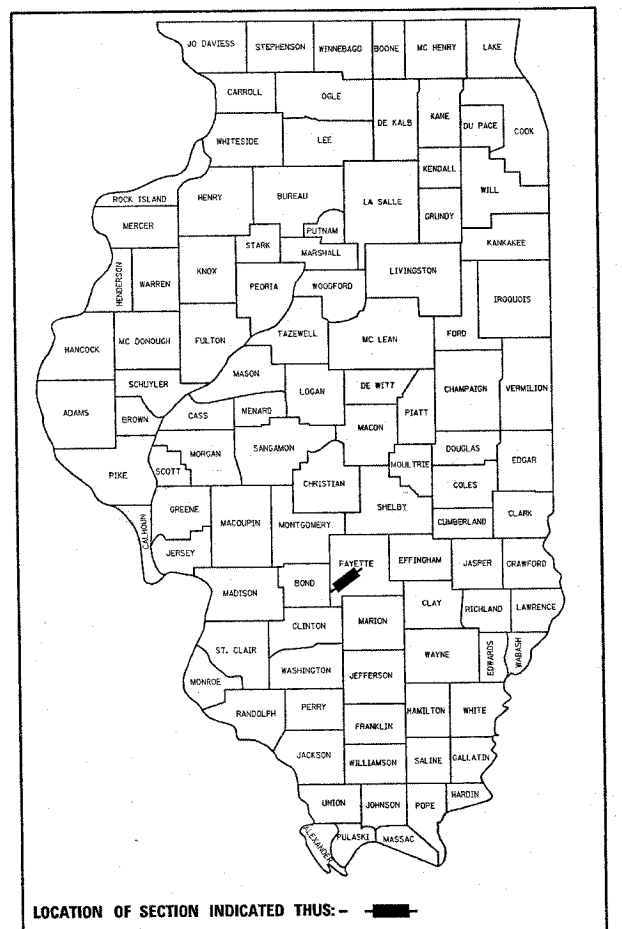 JO DAVIESS
STEPHENSON
WINNEBAGO
BOONE
MC HENRY
LAKE
CARROLL
OGLE
DE KALB
KANE
DU PACE
COOK
WHITESIDE
LEE
KENDALL
WILL
ROCK ISLAND
HENRY
BUREAU
LA SALLE
GRUNDY
MERCER
PUTNAM
STARK
MARSHALL
KANKAKEE
HENDERSON
WARREN
KNOX
PEORIA
WOODFORD
LIVINGSTON
IROQUOIS
HANCOCK
MC DONOUGH
FULTON
TAZEWELL
MC LEAN
FORD
SCHUYLER
MASON
LOGAN
DE WITT
CHAMPAIGN
VERMILION
ADAMS
BROWN
CASS
MENARD
MACON
PIATT
PIKE
SCOTT
MORGAN
SANGAMON
CHRISTIAN
MOULTRIE
DOUGLAS
EDGAR
COLES
CALHOUN
GREENE
MACOUPIN
MONTGOMERY
SHELBY
CUMBERLAND
CLARK
JERSEY
FAYETTE
EFFINGHAM
JASPER
CRAWFORD
MADISON
BOND
CLAY
RICHLAND
LAWRENCE
CLINTON
MARION
ST. CLAIR
WAYNE
EDWARDS
WABASH
WASHINGTON
JEFFERSON
MONROE
RANDOLPH
PERRY
HAMILTON
WHITE
FRANKLIN
JACKSON
WILLIAMSON
SALINE
GALLATIN
UNION
JOHNSON
POPE
HARDIN
ALEXANDER
PULASKI
MASSAC
LOCATION OF SECTION INDICATED THUS:-